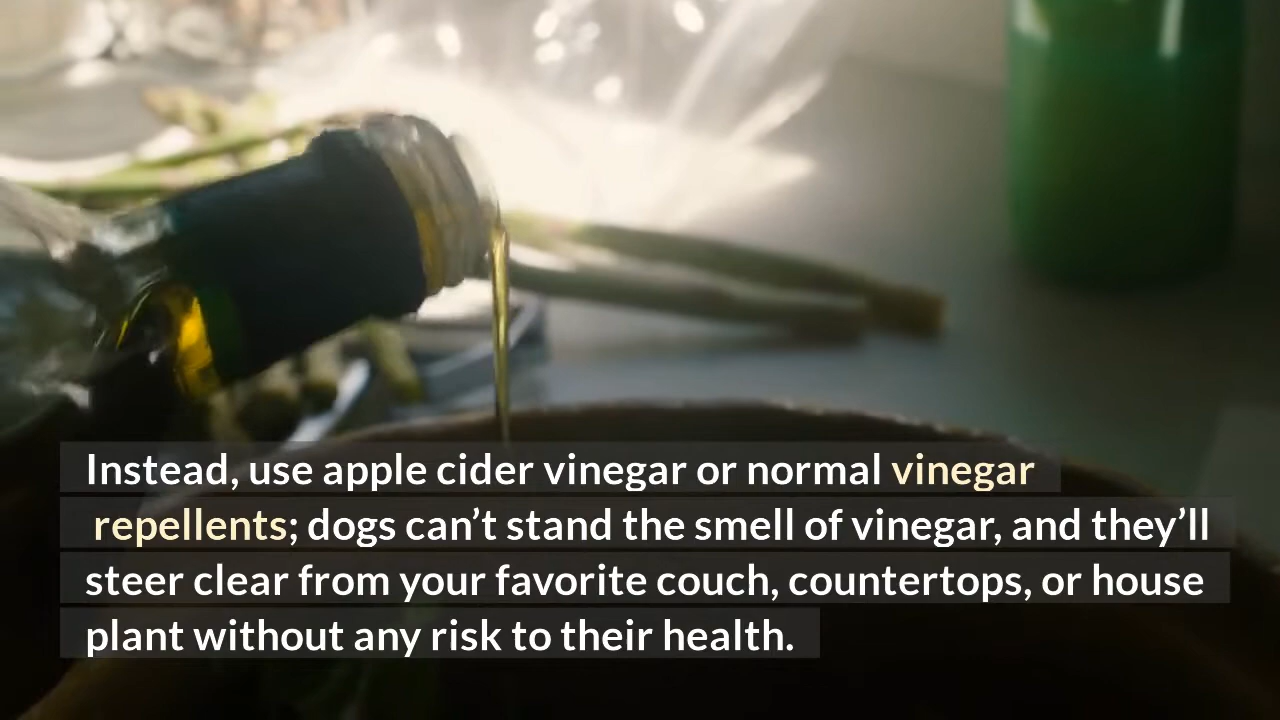 Instead, use apple cider vinegar or normal vinegar
repellents; dogs can’t stand the smell of vinegar, and they’ll
steer clear from your favorite couch, countertops, or house
plant without any risk to their health.